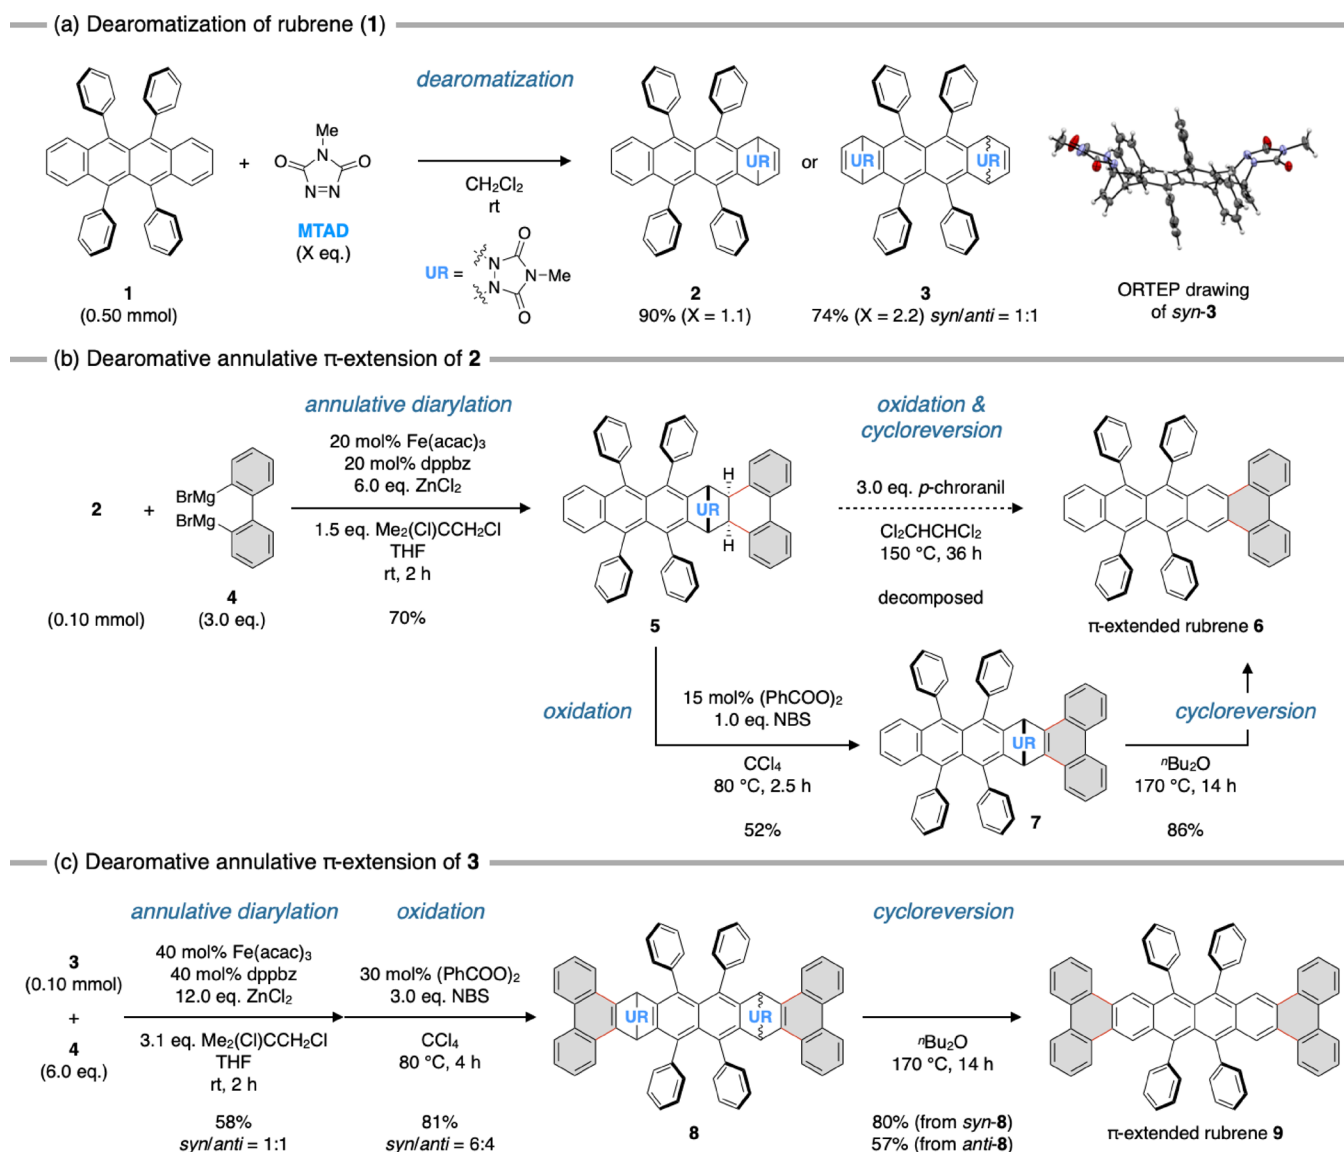 (a) Dearomatization of rubrene (1)
dearomatization
Me
N
O
O
N=N
+
MTAD
(X eq.)
CH2Cl2
rt
UR =
O
N
N
N–Me
O
1
(0.50 mmol)
UR
or
UR
UR
2
90% (X = 1.1)
3
74% (X = 2.2) syn/anti = 1:1
ORTEP drawing
of syn-3
(b) Dearomative annulative π-extension of 2
annulative diarylation
20 mol% Fe(acac)3
20 mol% dppbz
6.0 eq. ZnCl2
1.5 eq. Me2(Cl)CCH2Cl
THF
rt, 2 h
70%
2
+
BrMg
BrMg
4
(0.10 mmol)
(3.0 eq.)
H
UR
H
5
oxidation &
cycloreversion
3.0 eq. p-chroranil
Cl2CHCHCl2
150 °C, 36 h
decomposed
π-extended rubrene 6
oxidation
15 mol% (PhCOO)2
1.0 eq. NBS
CCl4
80 °C, 2.5 h
52%
UR
7
cycloreversion
nBu2O
170 °C, 14 h
86%
(c) Dearomative annulative π-extension of 3
annulative diarylation
oxidation
cycloreversion
3
(0.10 mmol)
+
4
(6.0 eq.)
40 mol% Fe(acac)3
40 mol% dppbz
12.0 eq. ZnCl2
3.1 eq. Me2(Cl)CCH2Cl
THF
rt, 2 h
58%
syn/anti = 1:1
30 mol% (PhCOO)2
3.0 eq. NBS
CCl4
80 °C, 4 h
81%
syn/anti = 6:4
UR
UR
8
nBu2O
170 °C, 14 h
80% (from syn-8)
57% (from anti-8)
π-extended rubrene 9